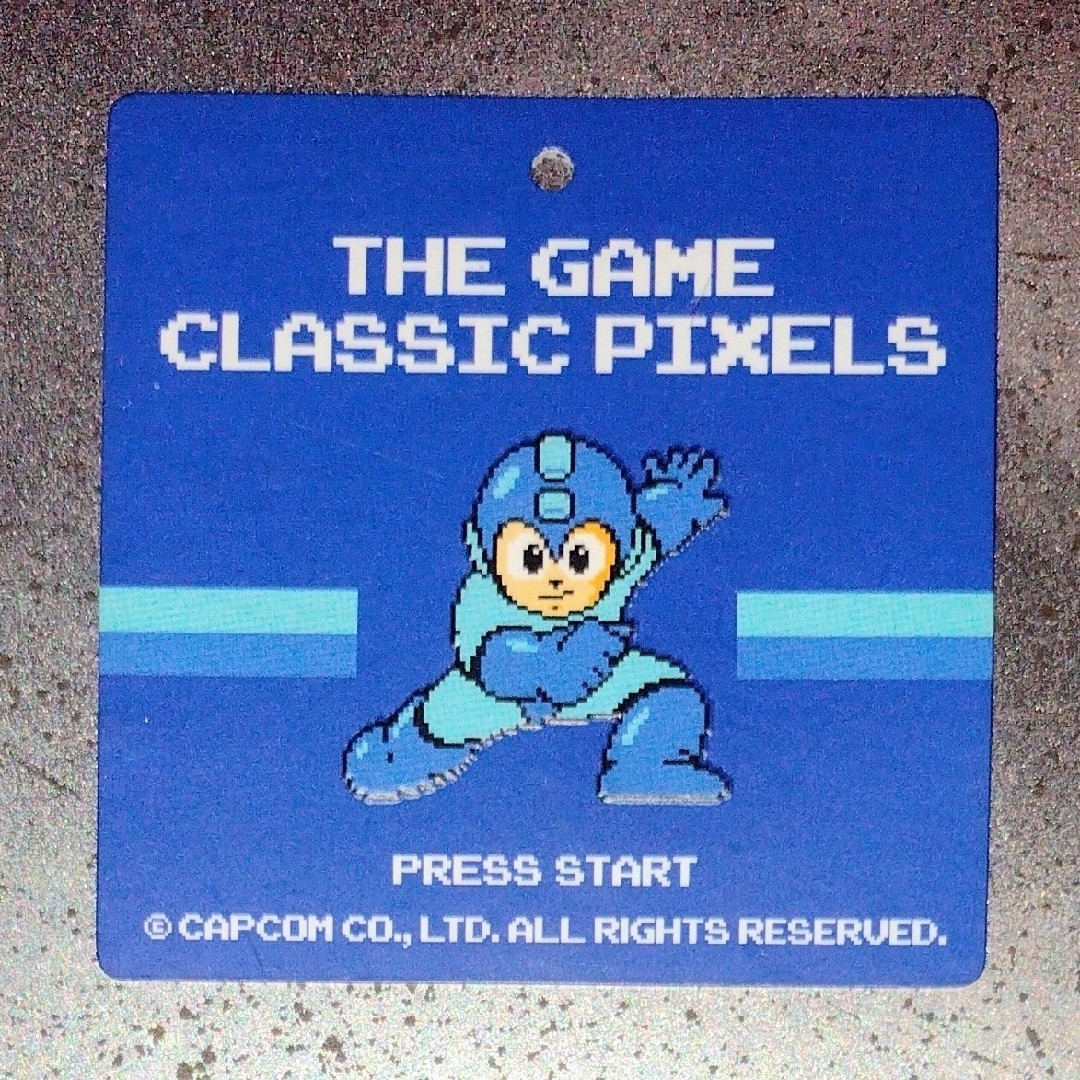 THE GAME
CLASSIC PIXELS
PRESS START
© CAPCOM CO., LTD. ALL RIGHTS RESERVED.